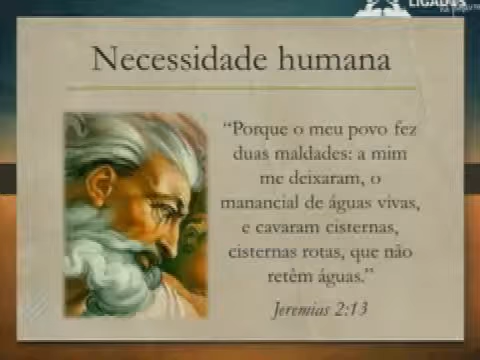 LIGADOS
Necessidade humana
“Porque o meu povo fez
duas maldades: a mim
me deixaram, o
manancial de águas vivas,
e cavaram cisternas,
cisternas rotas, que não
retêm águas.”
Jeremias 2:13